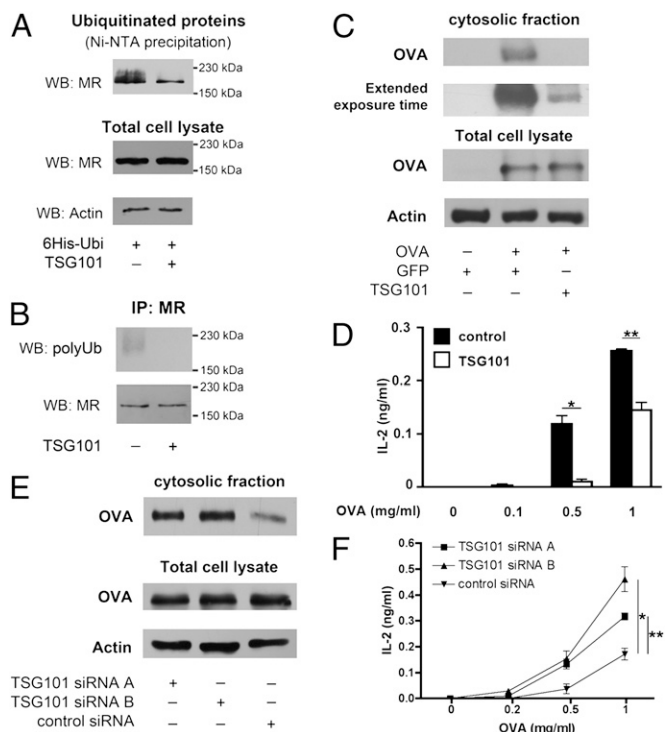 A
Ubiquitinated proteins
(Ni-NTA precipitation)
WB: MR
230 kDa
150 kDa
Total cell lysate
WB: MR
230 kDa
150 kDa
WB: Actin
6His-Ubi + +
TSG101 – +
B
IP: MR
WB: polyUb
230 kDa
150 kDa
WB: MR
230 kDa
150 kDa
TSG101 – +
C
cytosolic fraction
OVA
Extended
exposure time
Total cell lysate
OVA
Actin
OVA – + +
GFP + + –
TSG101 – – +
D
0.3
0.2
0.1
0.0
IL-2 (ng/ml)
control
TSG101
*
**
OVA (mg/ml) 0 0.1 0.5 1
E
cytosolic fraction
OVA
Total cell lysate
OVA
Actin
TSG101 siRNA A + – –
TSG101 siRNA B – + –
control siRNA – – +
F
TSG101 siRNA A
TSG101 siRNA B
control siRNA
0.6
0.5
0.4
0.3
0.2
0.1
0.0
IL-2 (ng/ml)
*
**
0 0.2 0.5 1
OVA (mg/ml)